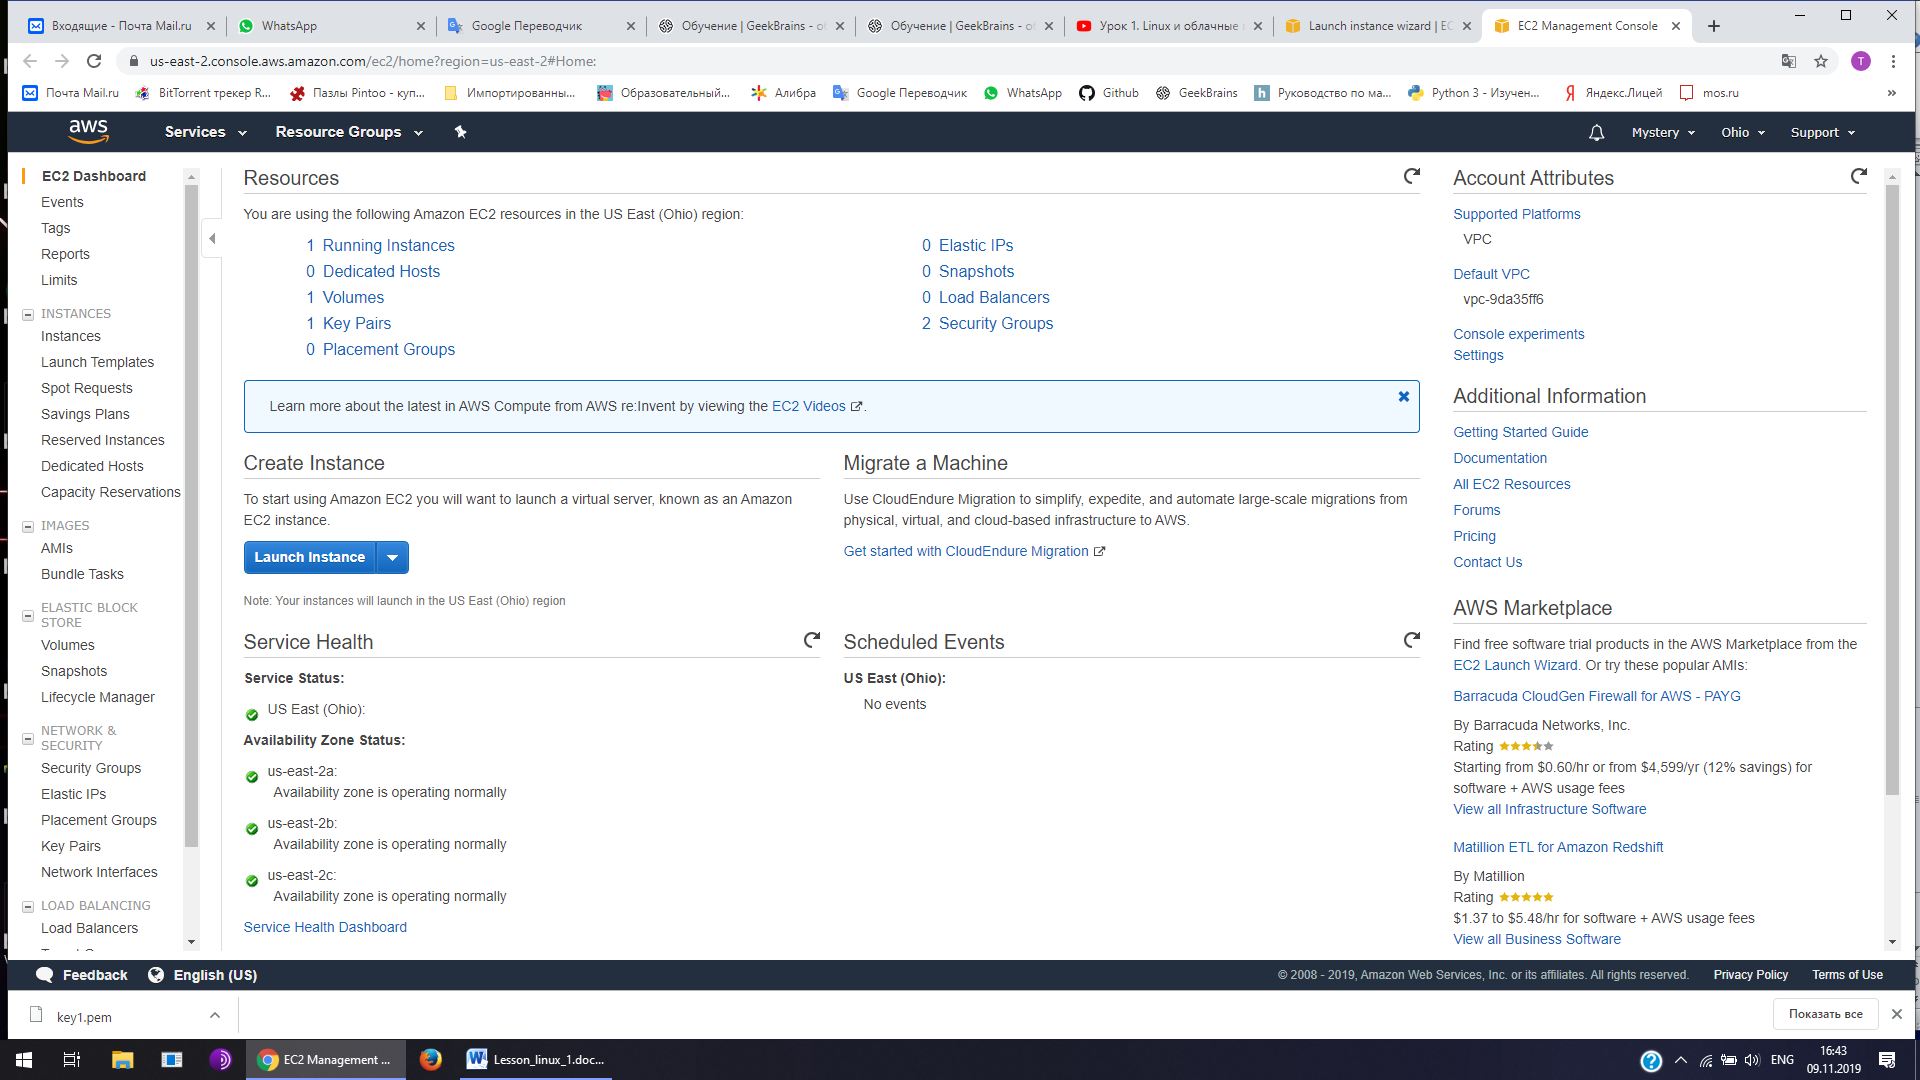 Входящие - Почта Mail.ru
WhatsApp
Google Переводчик
Обучение | GeekBrains - об
Обучение | GeekBrains - об
Урок 1. Linux и облачные
Launch instance wizard | EC
EC2 Management Console
us-east-2.console.aws.amazon.com/ec2/home?region=us-east-2#Home:
T
Почта Mail.ru
BitTorrent трекер R...
Пазлы Pintoo - куп...
Импортированны...
Образовательный...
Алибра
Google Переводчик
WhatsApp
Github
GeekBrains
Руководство по ма...
Python 3 - Изучен...
Яндекс.Лицей
mos.ru
»
aws
Services
Resource Groups
Mystery
Ohio
Support
EC2 Dashboard
Events
Tags
Reports
Limits
INSTANCES
Instances
Launch Templates
Spot Requests
Savings Plans
Reserved Instances
Dedicated Hosts
Capacity Reservations
IMAGES
AMIs
Bundle Tasks
ELASTIC BLOCK
STORE
Volumes
Snapshots
Lifecycle Manager
NETWORK &
SECURITY
Security Groups
Elastic IPs
Placement Groups
Key Pairs
Network Interfaces
LOAD BALANCING
Load Balancers
Resources
You are using the following Amazon EC2 resources in the US East (Ohio) region:
1 Running Instances
0 Dedicated Hosts
1 Volumes
1 Key Pairs
0 Placement Groups
0 Elastic IPs
0 Snapshots
0 Load Balancers
2 Security Groups
Learn more about the latest in AWS Compute from AWS re:Invent by viewing the EC2 Videos.
Create Instance
To start using Amazon EC2 you will want to launch a virtual server, known as an Amazon
EC2 instance.
Launch Instance
Note: Your instances will launch in the US East (Ohio) region
Migrate a Machine
Use CloudEndure Migration to simplify, expedite, and automate large-scale migrations from
physical, virtual, and cloud-based infrastructure to AWS.
Get started with CloudEndure Migration
Service Health
Service Status:
US East (Ohio):
Availability Zone Status:
us-east-2a:
Availability zone is operating normally
us-east-2b:
Availability zone is operating normally
us-east-2c:
Availability zone is operating normally
Service Health Dashboard
Scheduled Events
US East (Ohio):
No events
Account Attributes
Supported Platforms
VPC
Default VPC
vpc-9da35ff6
Console experiments
Settings
Additional Information
Getting Started Guide
Documentation
All EC2 Resources
Forums
Pricing
Contact Us
AWS Marketplace
Find free software trial products in the AWS Marketplace from the
EC2 Launch Wizard. Or try these popular AMIs:
Barracuda CloudGen Firewall for AWS - PAYG
By Barracuda Networks, Inc.
Rating
Starting from $0.60/hr or from $4,599/yr (12% savings) for
software + AWS usage fees
View all Infrastructure Software
Matillion ETL for Amazon Redshift
By Matillion
Rating
$1.37 to $5.48/hr for software + AWS usage fees
View all Business Software
Feedback
English (US)
© 2008 - 2019, Amazon Web Services, Inc. or its affiliates. All rights reserved.
Privacy Policy
Terms of Use
key1.pem
Показать все
EC2 Management ...
Lesson_linux_1.doc...
ENG
16:43
09.11.2019